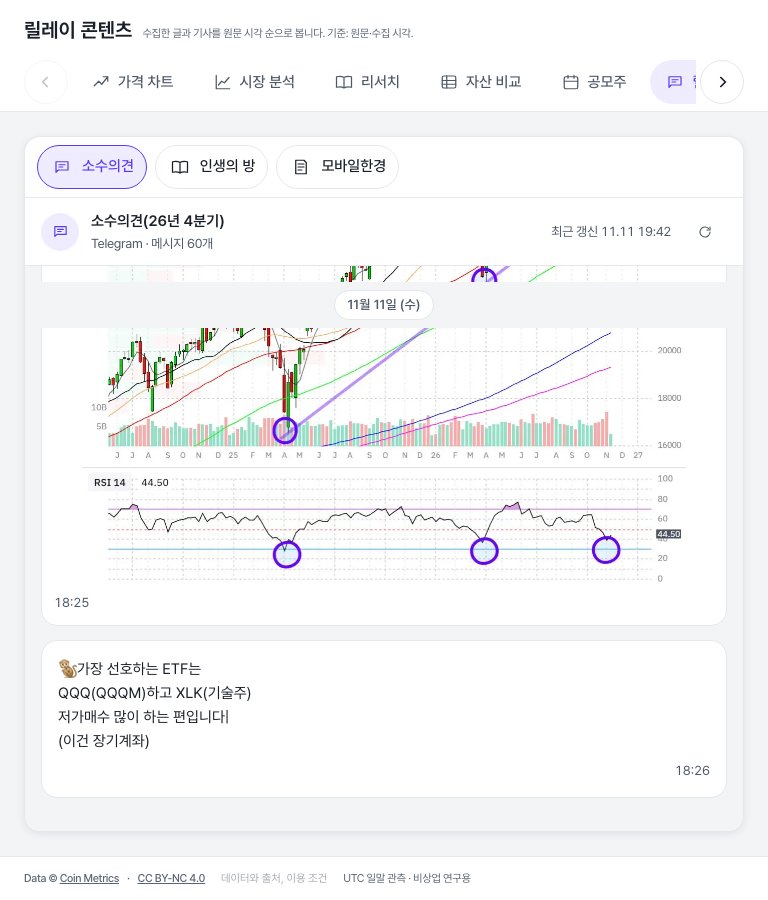 릴레이 콘텐츠
수집한 글과 기사를 원문 시각 순으로 봅니다. 기준: 원문·수집 시각.
가격 차트
시장 분석
리서치
자산 비교
공모주
소수의견
인생의 방
모바일한경
소수의견(26년 4분기)
Telegram · 메시지 60개
최근 갱신 11.11 19:42
11월 11일 (수)
20000
18000
10B
5B
16000
J J A S O N D 25 F M A M J J A S O N D 26 F M A M J J A S O N D 27
RSI 14 44.50
100
80
60
44.50
40
20
0
18:25
가장 선호하는 ETF는
QQQ(QQQM)하고 XLK(기술주)
저가매수 많이 하는 편입니다
(이건 장기계좌)
18:26
Data © Coin Metrics · CC BY-NC 4.0 데이터와 출처, 이용 조건 UTC 일말 관측 · 비상업 연구용